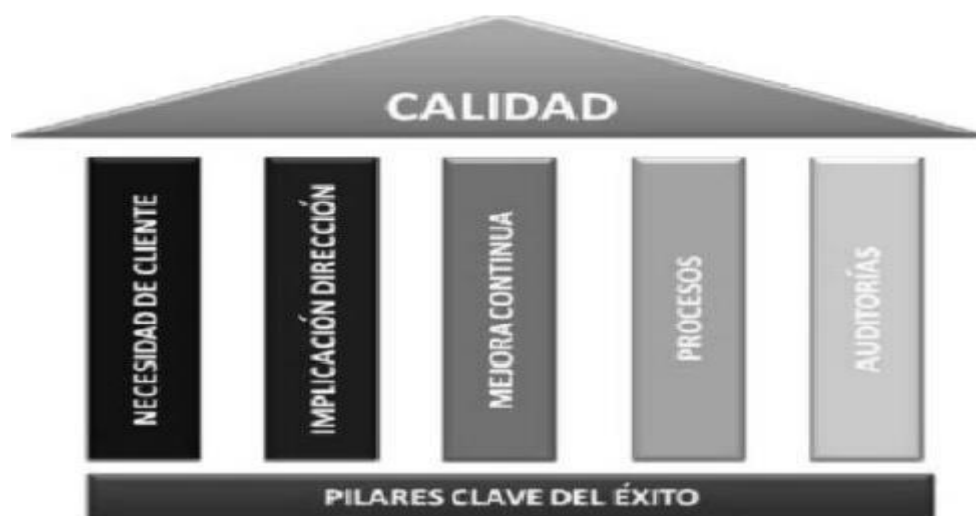 CALIDAD
NECESIDAD DE CLIENTE
IMPLICACIÓN DIRECCIÓN
MEJORA CONTINUA
PROCESOS
AUDITORÍAS
PILARES CLAVE DEL ÉXITO